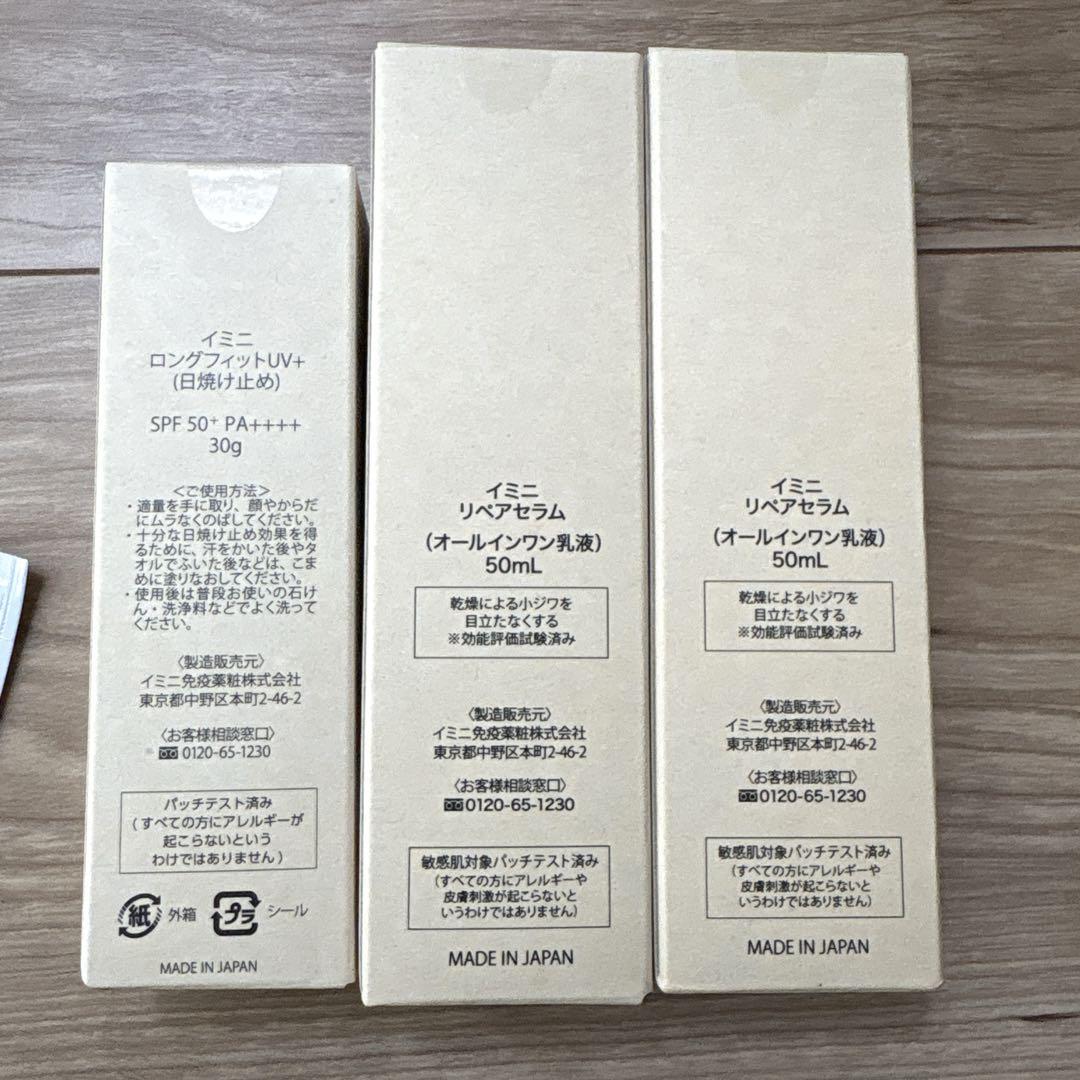 イミニ
ロングフィットUV+
(日焼け止め)
SPF 50⁺ PA++++
30g
＜ご使用方法＞
・適量を手に取り、顔やからだ
にムラなくのばしてください。
・十分な日焼け止め効果を得
るために、汗をかいた後やタ
オルでふいた後などは、こま
めに塗りなおしてください。
・使用後は普段お使いの石け
ん・洗浄料などでよく洗って
ください。
〈製造販売元〉
イミニ免疫薬粧株式会社
東京都中野区本町2-46-2
〈お客様相談窓口〉
0120-65-1230
パッチテスト済み
(すべての方にアレルギーが
起こらないという
わけではありません)
紙 外箱 プラ シール
MADE IN JAPAN
イミニ
リペアセラム
(オールインワン乳液)
50mL
乾燥による小ジワを
目立たなくする
※効能評価試験済み
〈製造販売元〉
イミニ免疫薬粧株式会社
東京都中野区本町2-46-2
〈お客様相談窓口〉
0120-65-1230
敏感肌対象パッチテスト済み
(すべての方にアレルギーや
皮膚刺激が起こらないと
いうわけではありません)
MADE IN JAPAN
イミニ
リペアセラム
(オールインワン乳液)
50mL
乾燥による小ジワを
目立たなくする
※効能評価試験済み
〈製造販売元〉
イミニ免疫薬粧株式会社
東京都中野区本町2-46-2
〈お客様相談窓口〉
0120-65-1230
敏感肌対象パッチテスト済み
(すべての方にアレルギーや
皮膚刺激が起こらないと
いうわけではありません)
MADE IN JAPAN